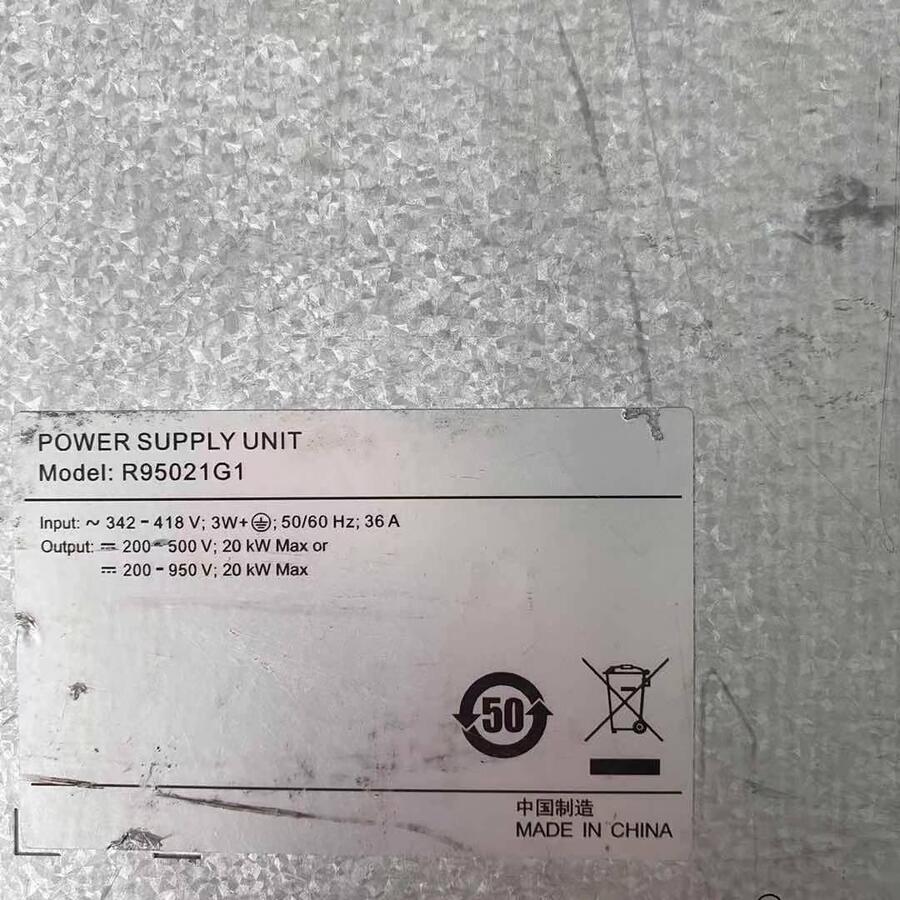 POWER SUPPLY UNIT
Model: R95021G1
Input: ~ 342 - 418 V; 3W+⏚; 50/60 Hz; 36 A
Output: ⎓ 200 - 500 V; 20 kW Max or
⎓ 200 - 950 V; 20 kW Max
50
中国制造
MADE IN CHINA